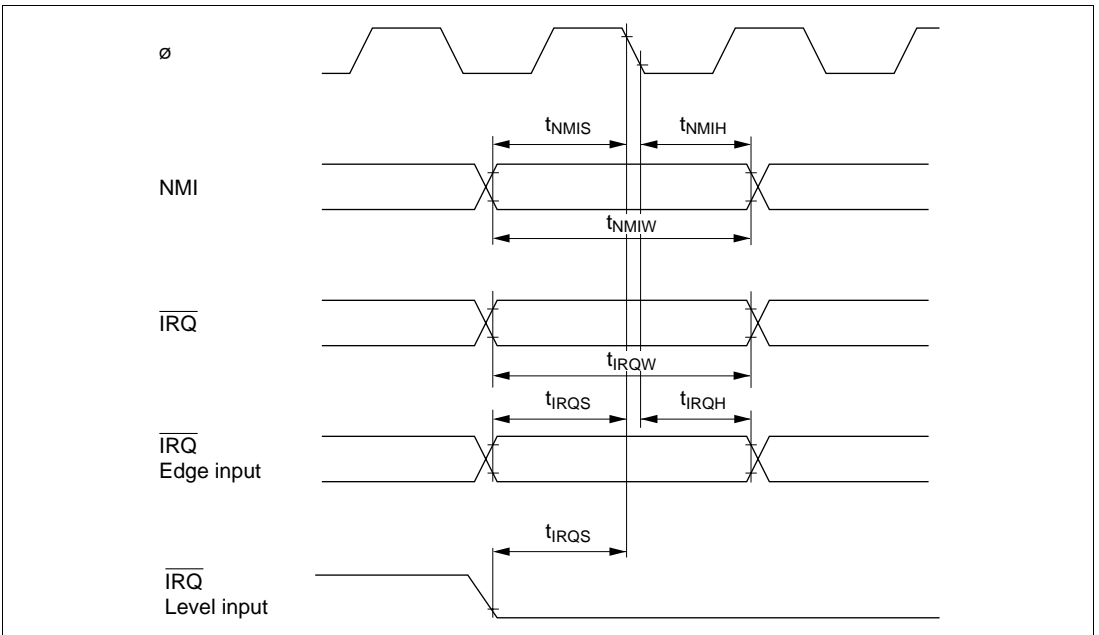 ø
tNMIS tNMIH
NMI
tNMIW
IRQ
tIRQW
tIRQS tIRQH
IRQ
Edge input
tIRQS
IRQ
Level input